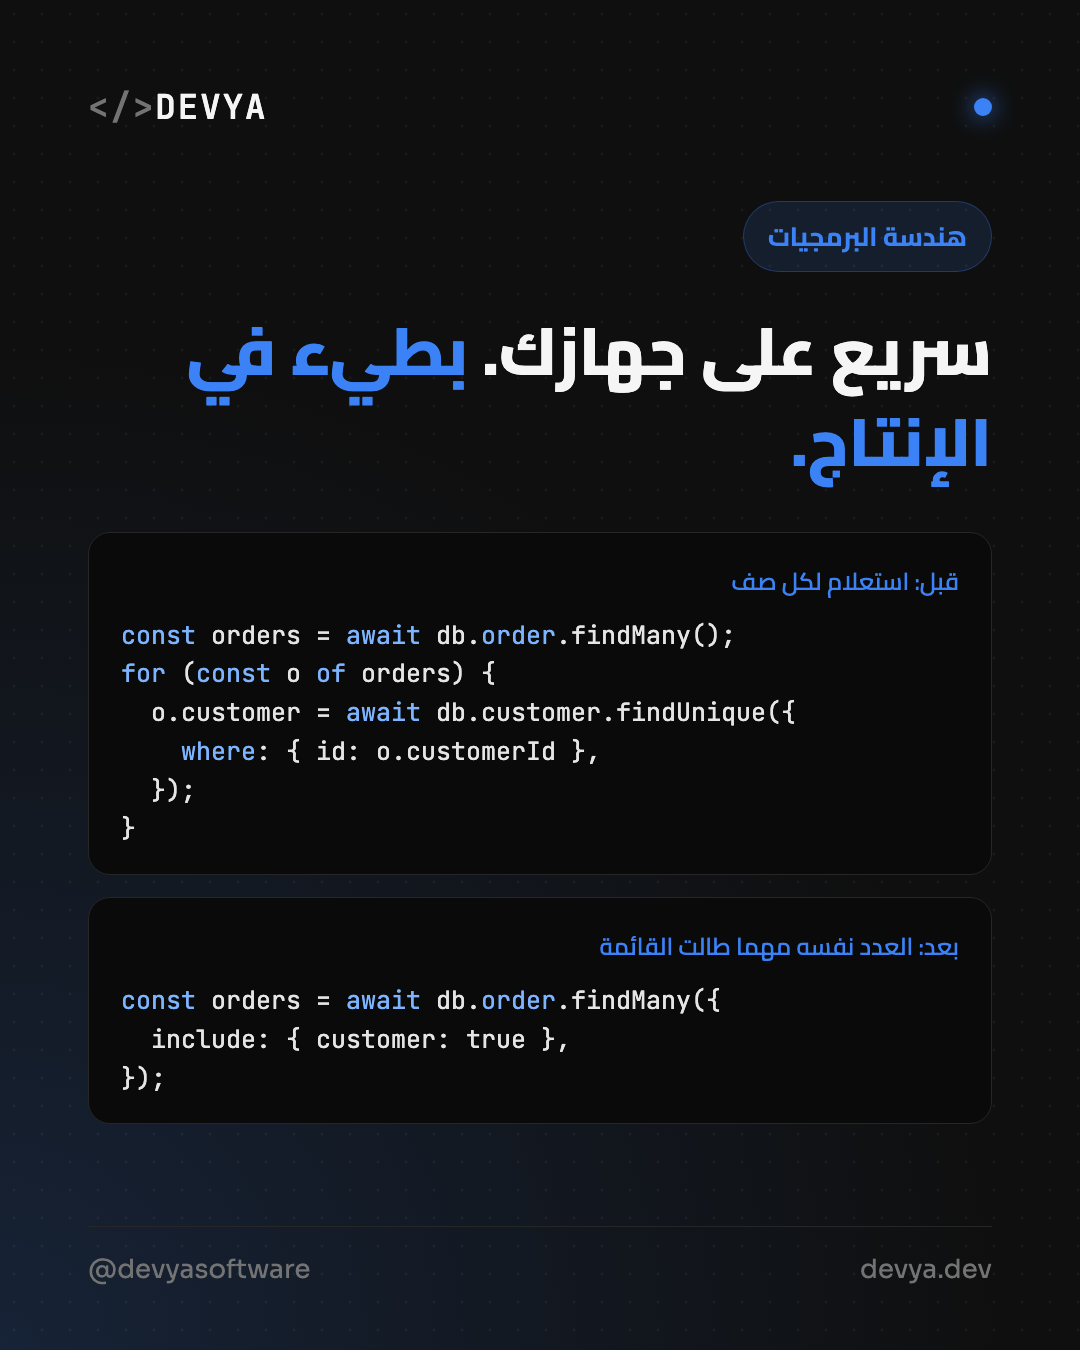 </>DEVYA
هندسة البرمجيات
سريع على جهازك. بطيء في
الإنتاج.
قبل: استعلام لكل صف
const orders = await db.order.findMany();
for (const o of orders) {
  o.customer = await db.customer.findUnique({
    where: { id: o.customerId },
  });
}
بعد: العدد نفسه مهما طالت القائمة
const orders = await db.order.findMany({
  include: { customer: true },
});
@devyasoftware
devya.dev